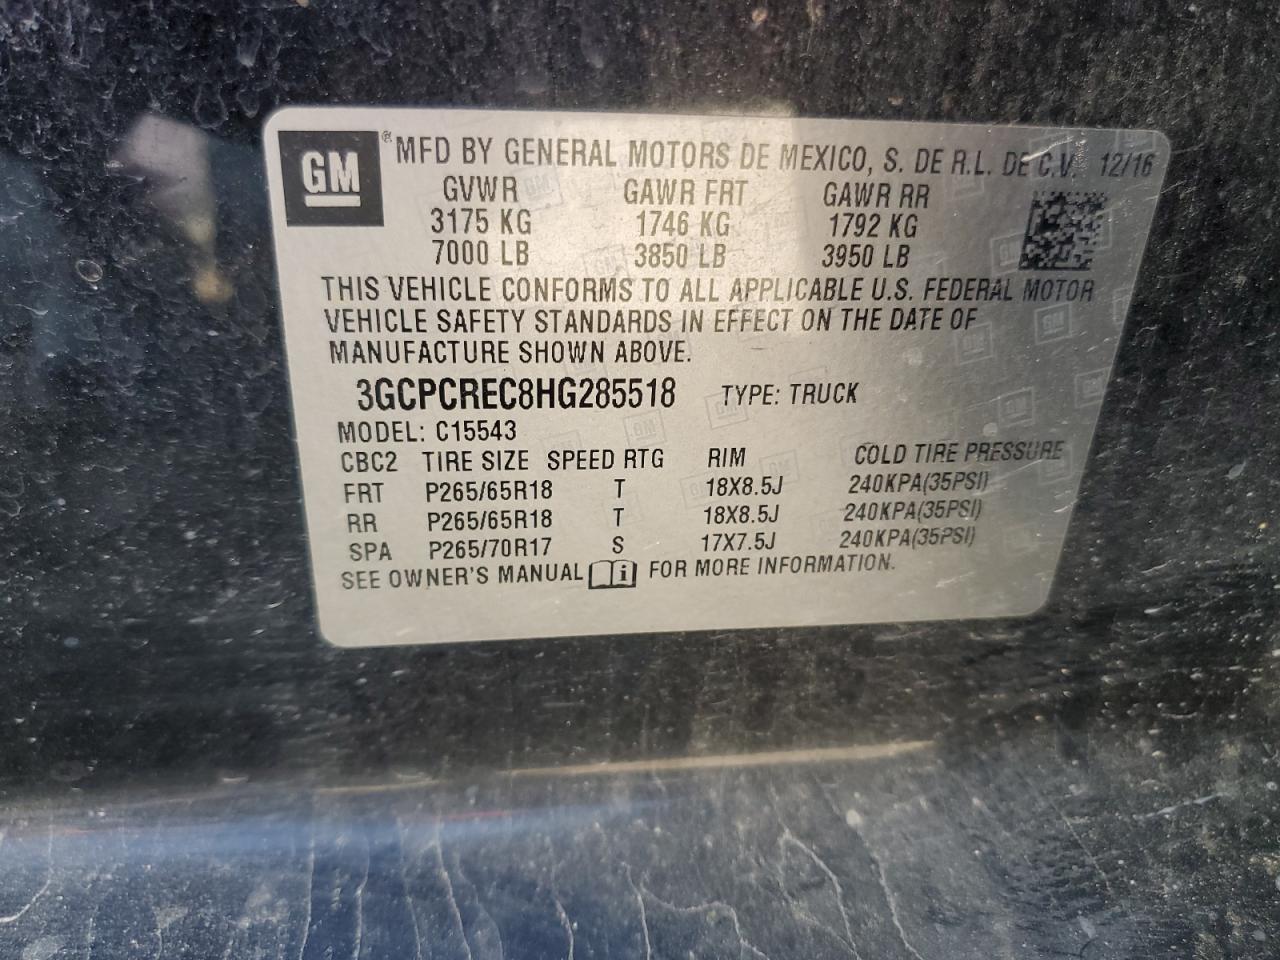 GM ® MFD BY GENERAL MOTORS DE MEXICO, S. DE R.L. DE C.V. 12/16
GVWR GAWR FRT GAWR RR
3175 KG 1746 KG 1792 KG
7000 LB 3850 LB 3950 LB
THIS VEHICLE CONFORMS TO ALL APPLICABLE U.S. FEDERAL MOTOR
VEHICLE SAFETY STANDARDS IN EFFECT ON THE DATE OF
MANUFACTURE SHOWN ABOVE.
3GCPCREC8HG285518 TYPE: TRUCK
MODEL: C15543
CBC2 TIRE SIZE SPEED RTG RIM COLD TIRE PRESSURE
FRT P265/65R18 T 18X8.5J 240KPA(35PSI)
RR P265/65R18 T 18X8.5J 240KPA(35PSI)
SPA P265/70R17 S 17X7.5J 240KPA(35PSI)
SEE OWNER'S MANUAL i FOR MORE INFORMATION.